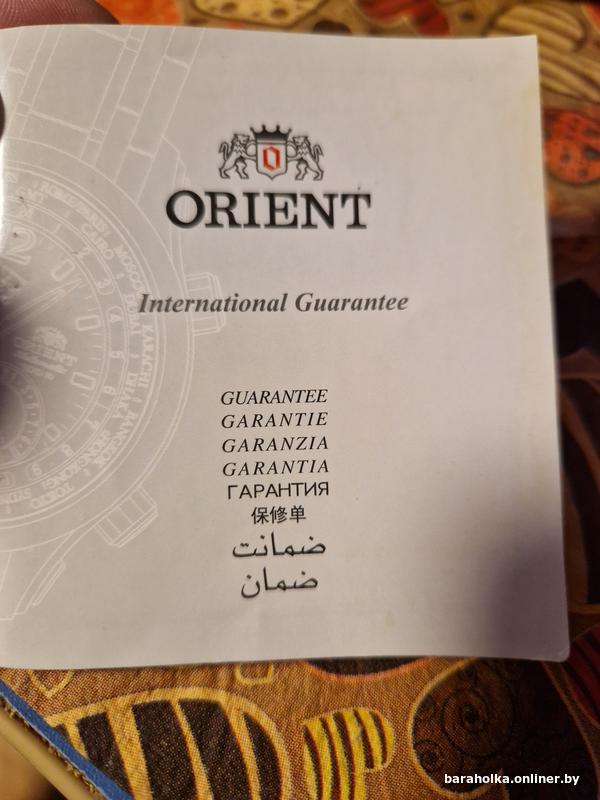 ORIENT
International Guarantee
GUARANTEE
GARANTIE
GARANZIA
GARANTIA
ГАРАНТИЯ
保修单
ضمانت
ضمان
baraholka.onliner.by